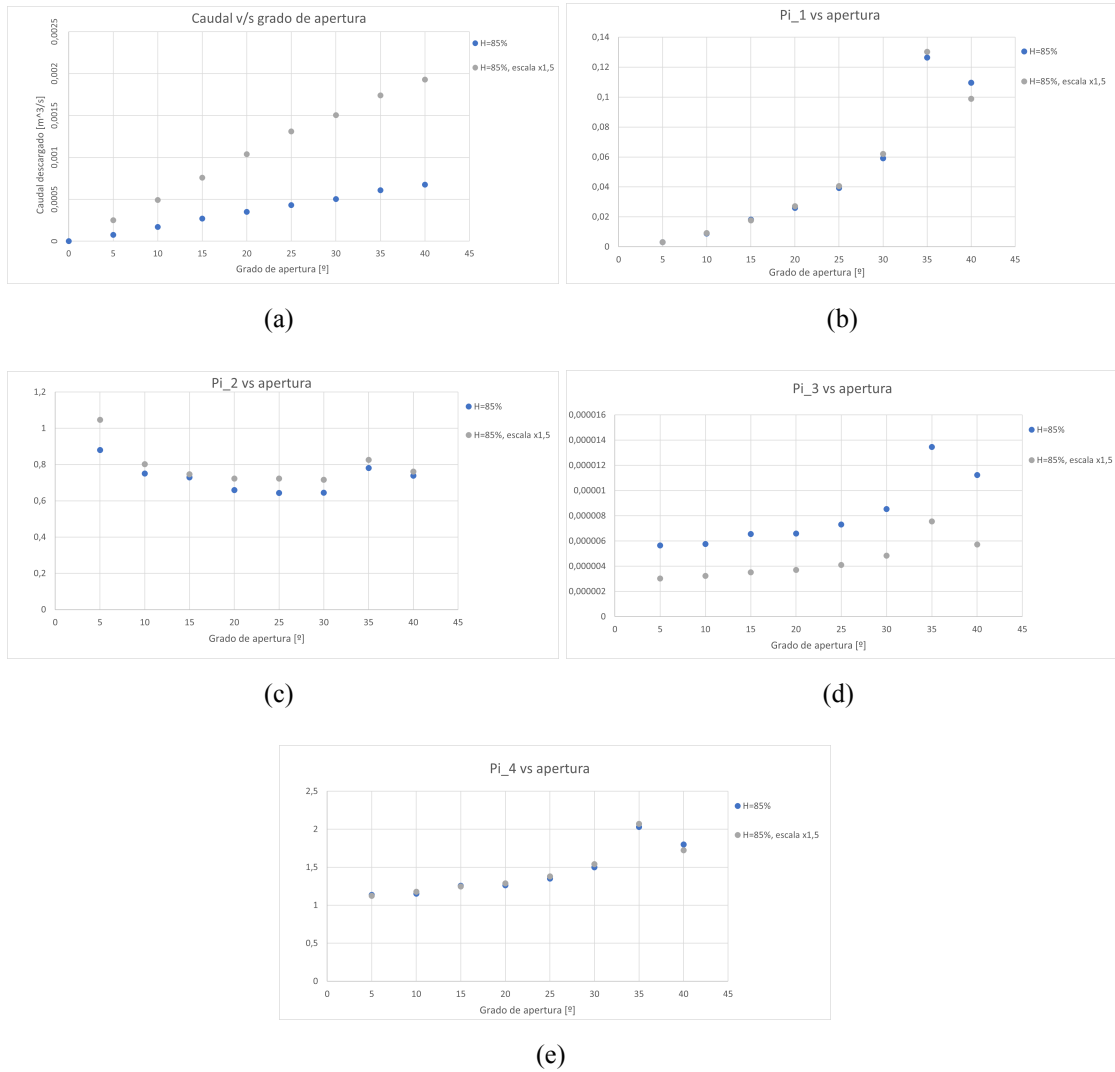 Caudal v/s grado de apertura
Caudal descargado [m^3/s]
0,0025
0,002
0,0015
0,001
0,0005
0
0 5 10 15 20 25 30 35 40 45
Grado de apertura [º]
H=85%
H=85%, escala x1,5
(a)
Pi_1 vs apertura
0,14
0,12
0,1
0,08
0,06
0,04
0,02
0
0 5 10 15 20 25 30 35 40 45
Grado de apertura [º]
H=85%
H=85%, escala x1,5
(b)
Pi_2 vs apertura
1,2
1
0,8
0,6
0,4
0,2
0
0 5 10 15 20 25 30 35 40 45
Grado de apertura [º]
H=85%
H=85%, escala x1,5
(c)
Pi_3 vs apertura
0,000016
0,000014
0,000012
0,00001
0,000008
0,000006
0,000004
0,000002
0
0 5 10 15 20 25 30 35 40 45
Grado de apertura [º]
H=85%
H=85%, escala x1,5
(d)
Pi_4 vs apertura
2,5
2
1,5
1
0,5
0
0 5 10 15 20 25 30 35 40 45
Grado de apertura [º]
H=85%
H=85%, escala x1,5
(e)